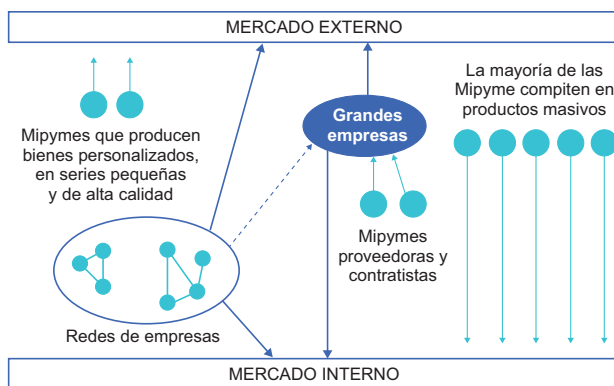 MERCADO EXTERNO
Mipymes que producen
bienes personalizados,
en series pequeñas
y de alta calidad
Grandes
empresas
La mayoría de las
Mipyme compiten en
productos masivos
Mipymes
proveedoras y
contratistas
Redes de empresas
MERCADO INTERNO